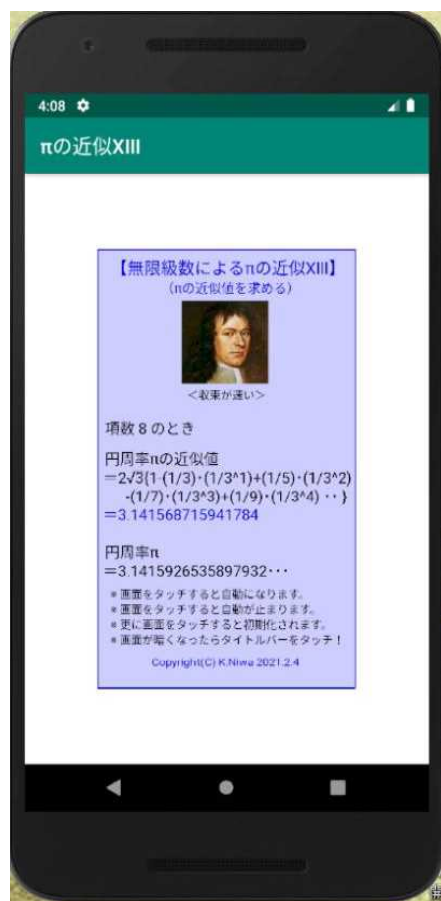 4:08
πの近似XIII
【無限級数によるπの近似XIII】
(πの近似値を求める)
＜収束が速い＞
項数 8 のとき
円周率πの近似値
＝2√3{1-(1/3)･(1/3^1)+(1/5)･(1/3^2)
-(1/7)･(1/3^3)+(1/9)･(1/3^4) ･･ }
＝3.141568715941784
円周率π
＝3.1415926535897932･･･
※ 画面をタッチすると自動になります。
※ 画面をタッチすると自動が止まります。
※ 更に画面をタッチすると初期化されます。
※ 画面が暗くなったらタイトルバーをタッチ！
Copyright(C) K.Niwa 2021.2.4